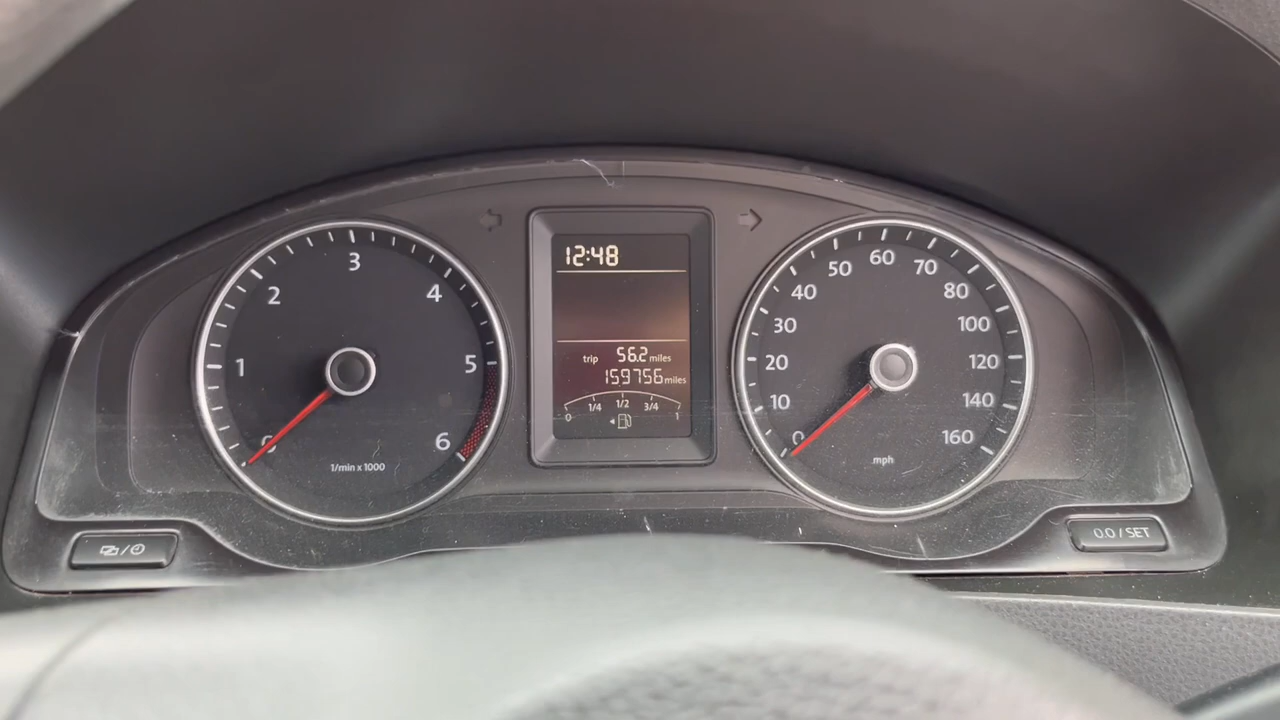 12:48
trip 56.2 miles
159756 miles
0 1/4 1/2 3/4 1
0 1 2 3 4 5 6
1/min x 1000
0 10 20 30 40 50 60 70 80 100 120 140 160
mph
0.0 / SET